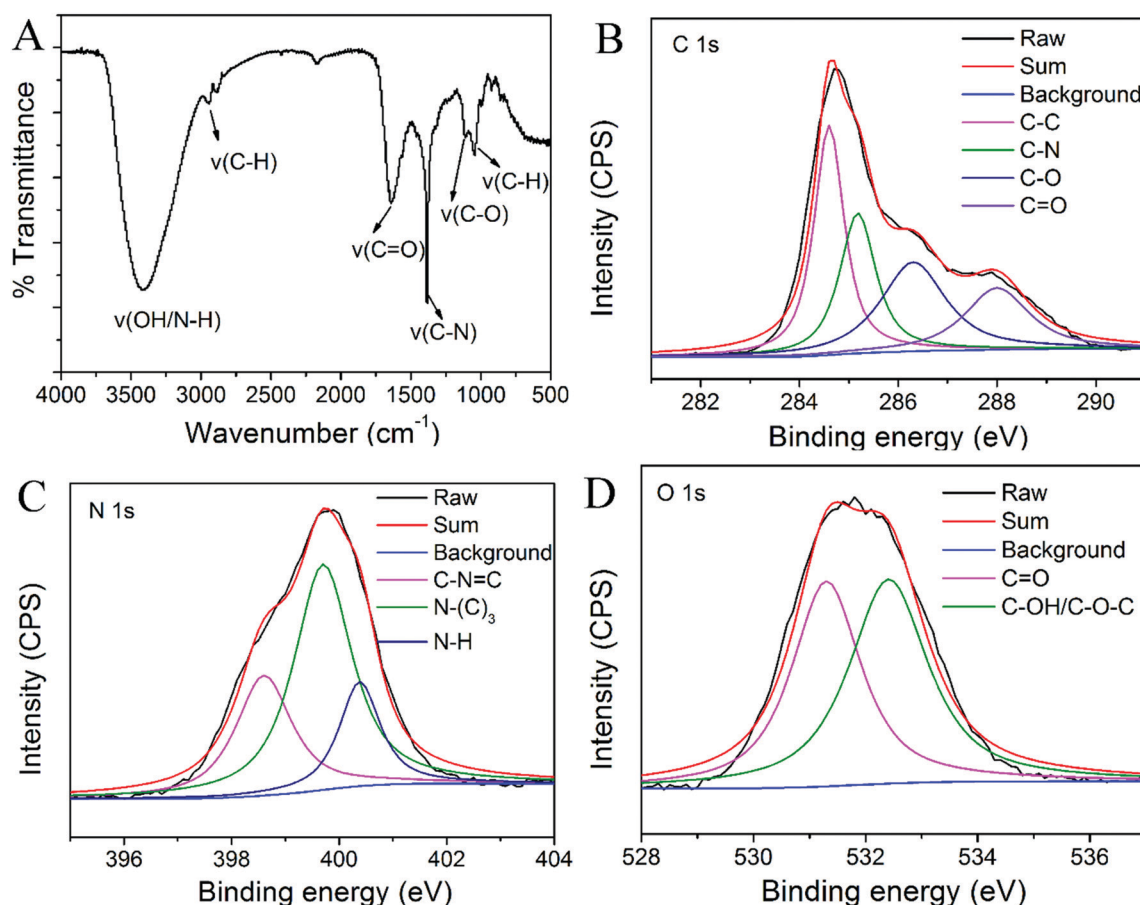 A
% Transmittance
ν(C-H)
ν(C-H)
ν(C-O)
ν(C=O)
ν(OH/N-H)
ν(C-N)
4000 3500 3000 2500 2000 1500 1000 500
Wavenumber (cm⁻¹)
B
C 1s
Raw
Sum
Background
C-C
C-N
C-O
C=O
Intensity (CPS)
282 284 286 288 290
Binding energy (eV)
C
N 1s
Raw
Sum
Background
C-N=C
N-(C)₃
N-H
Intensity (CPS)
396 398 400 402 404
Binding energy (eV)
D
O 1s
Raw
Sum
Background
C=O
C-OH/C-O-C
Intensity (CPS)
528 530 532 534 536
Binding energy (eV)